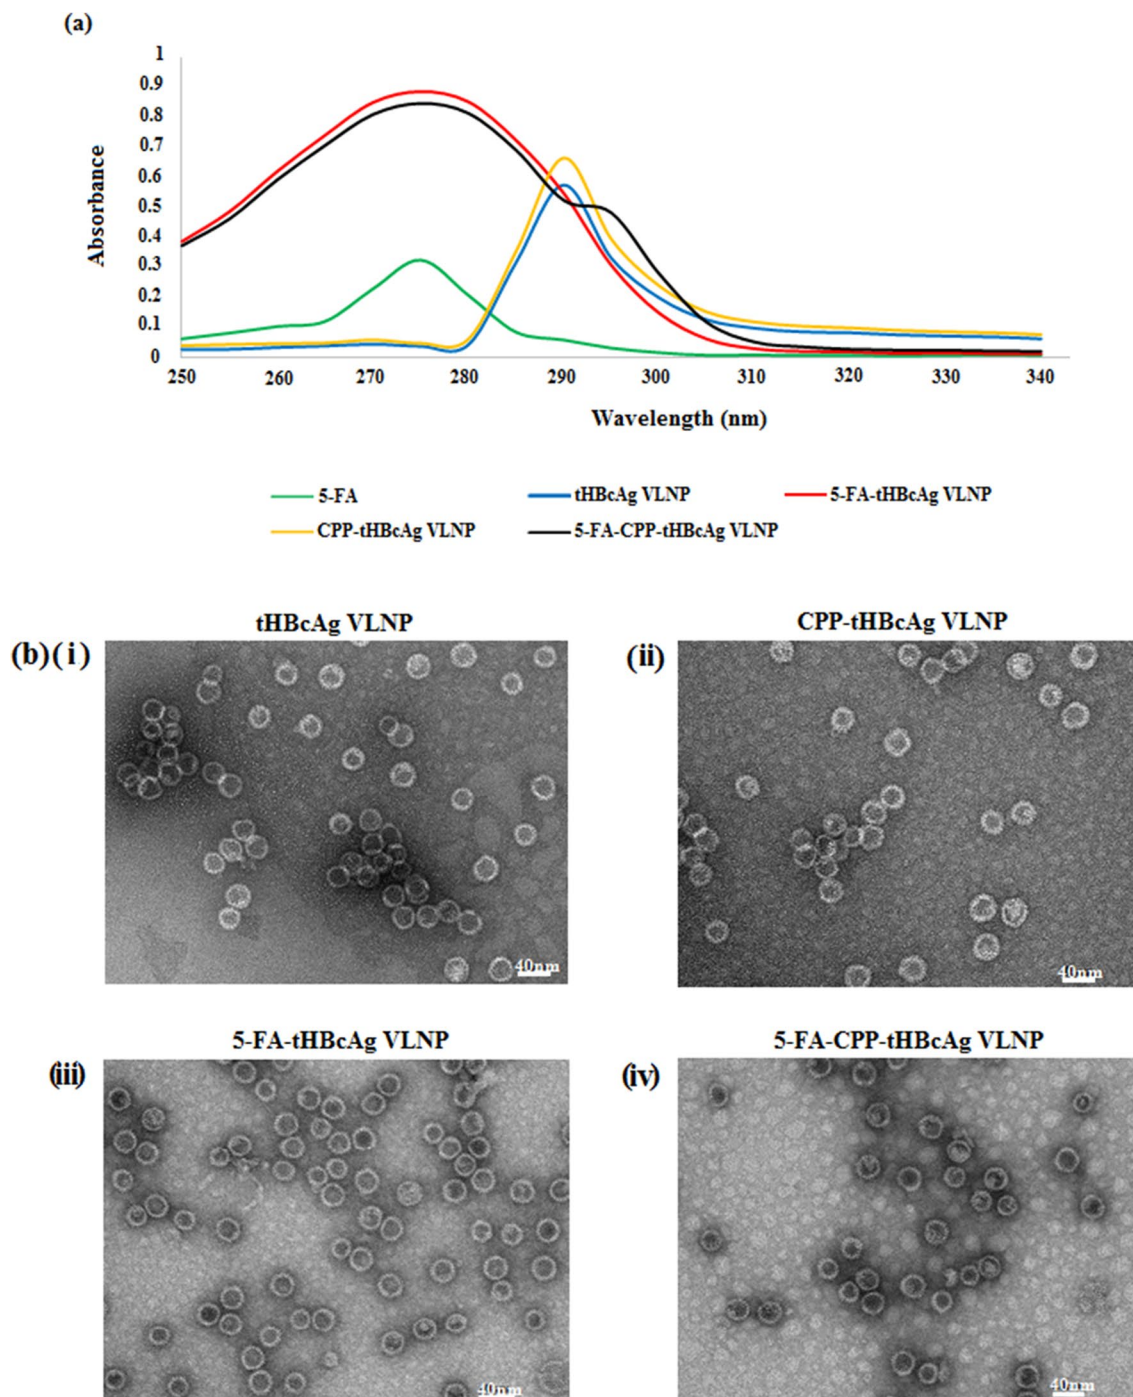 (a)
1
0.9
0.8
0.7
0.6
0.5
0.4
0.3
0.2
0.1
0
Absorbance
250 260 270 280 290 300 310 320 330 340
Wavelength (nm)
5-FA tHBcAg VLNP 5-FA-tHBcAg VLNP
CPP-tHBcAg VLNP 5-FA-CPP-tHBcAg VLNP
tHBcAg VLNP CPP-tHBcAg VLNP
(b)(i) (ii)
40nm 40nm
5-FA-tHBcAg VLNP 5-FA-CPP-tHBcAg VLNP
(iii) (iv)
40nm 40nm